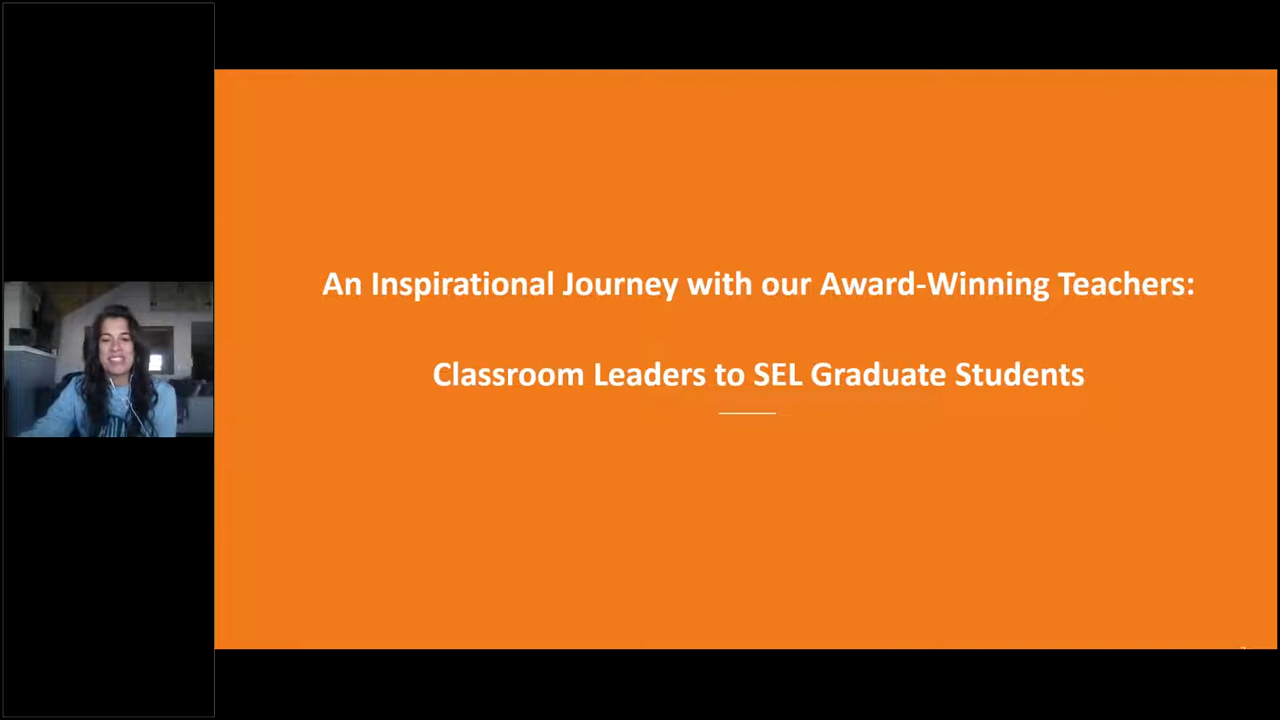 An Inspirational Journey with our Award-Winning Teachers:
Classroom Leaders to SEL Graduate Students